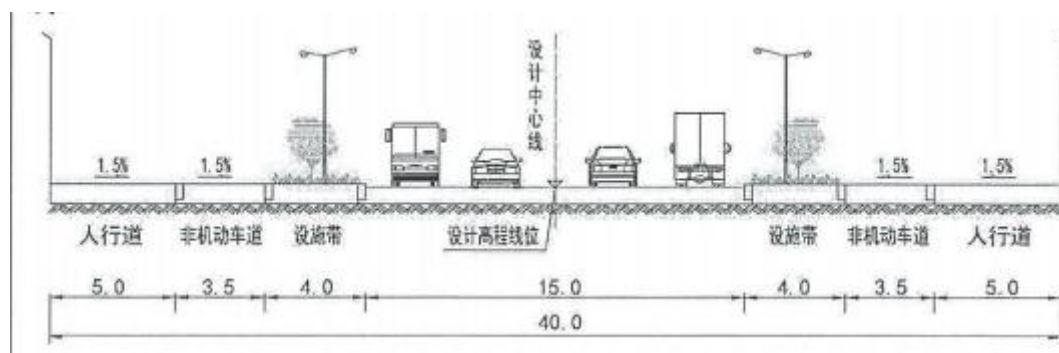 设计中心线
1.5% 1.5% 1.5% 1.5%
人行道 非机动车道 设施带 设计高程线位 设施带 非机动车道 人行道
5.0 3.5 4.0 15.0 4.0 3.5 5.0
40.0